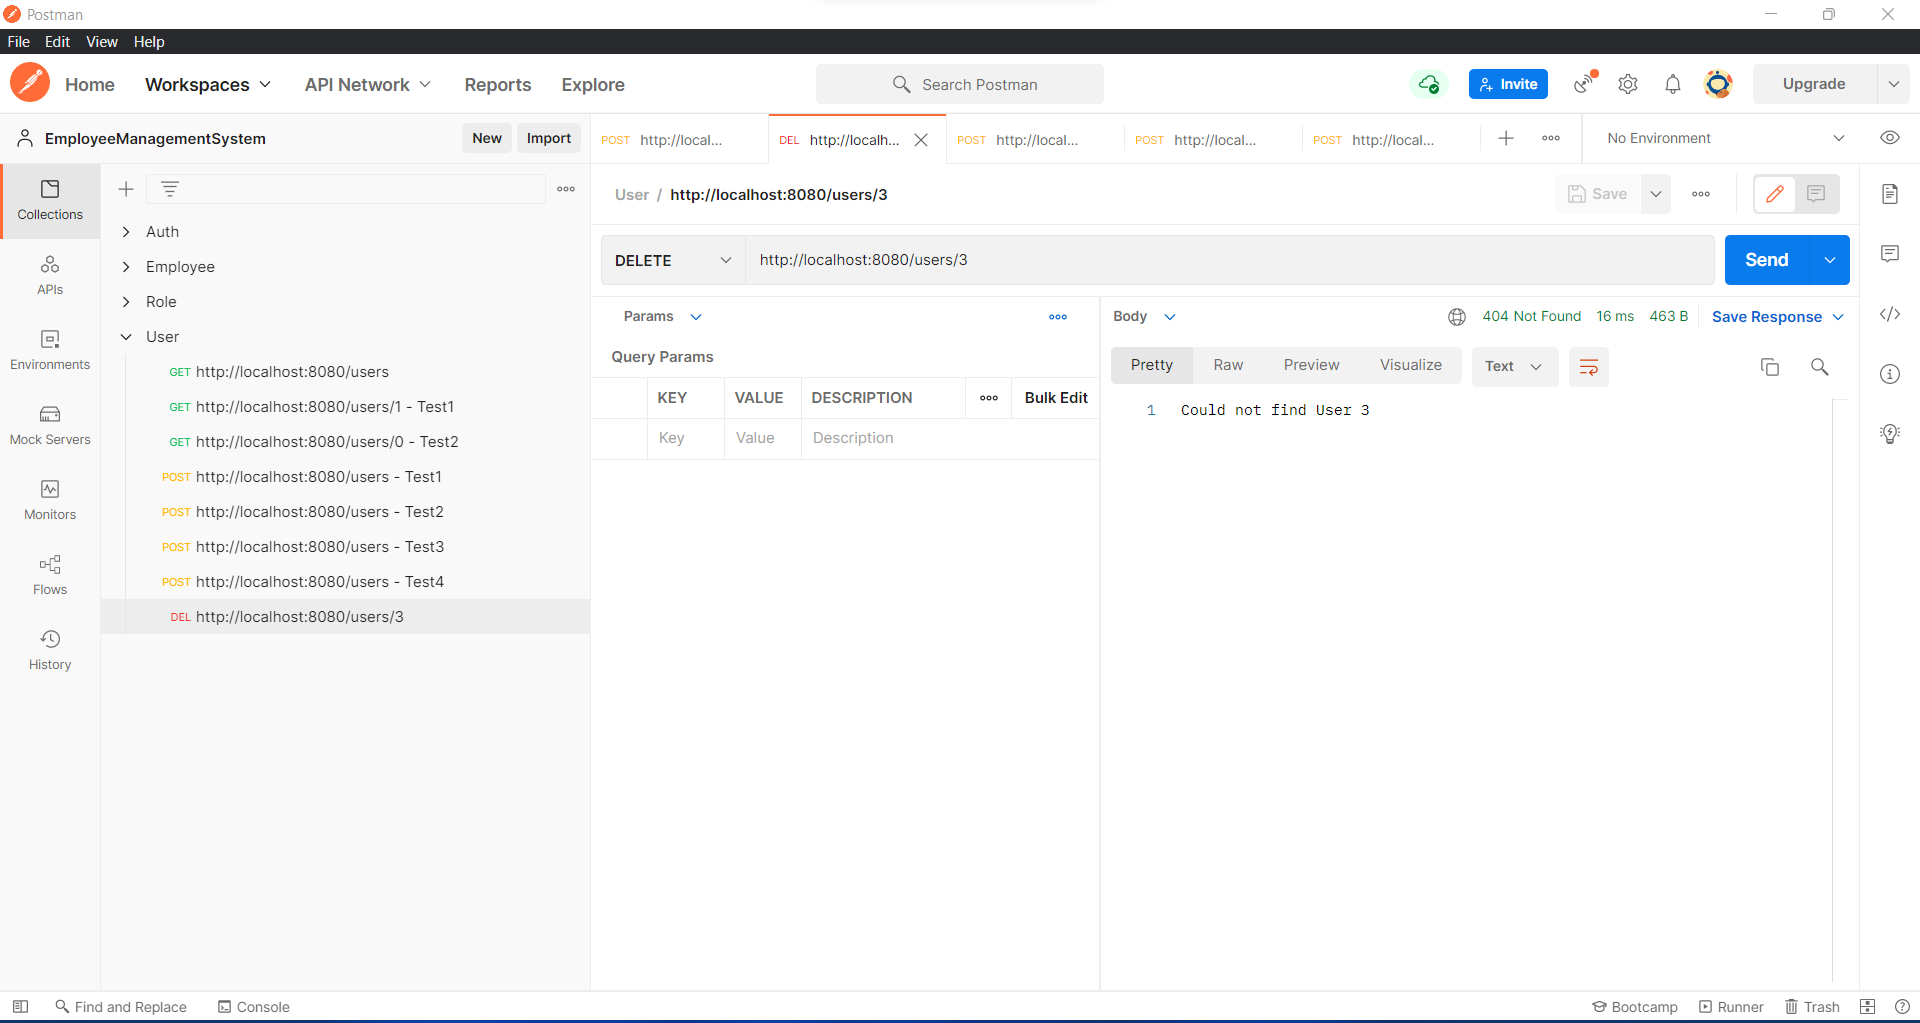 Postman
File Edit View Help
Home Workspaces API Network Reports Explore Search Postman Invite Upgrade
EmployeeManagementSystem New Import
POST http://local... DEL http://localh... POST http://local... POST http://local... POST http://local... No Environment
Collections
APIs
Environments
Mock Servers
Monitors
Flows
History
Auth
Employee
Role
User
GET http://localhost:8080/users
GET http://localhost:8080/users/1 - Test1
GET http://localhost:8080/users/0 - Test2
POST http://localhost:8080/users - Test1
POST http://localhost:8080/users - Test2
POST http://localhost:8080/users - Test3
POST http://localhost:8080/users - Test4
DEL http://localhost:8080/users/3
User / http://localhost:8080/users/3 Save
DELETE http://localhost:8080/users/3 Send
Params
Query Params
KEY VALUE DESCRIPTION Bulk Edit
Key Value Description
Body 404 Not Found 16 ms 463 B Save Response
Pretty Raw Preview Visualize Text
1 Could not find User 3
Find and Replace Console Bootcamp Runner Trash